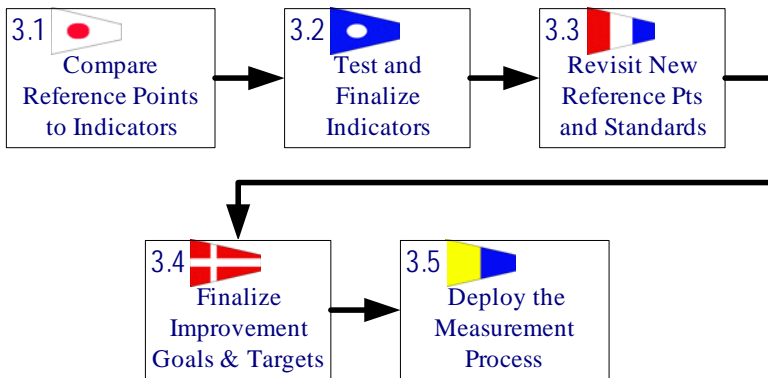 3.1
Compare
Reference Points
to Indicators
3.2
Test and
Finalize
Indicators
3.3
Revisit New
Reference Pts
and Standards
3.4
Finalize
Improvement
Goals & Targets
3.5
Deploy the
Measurement
Process